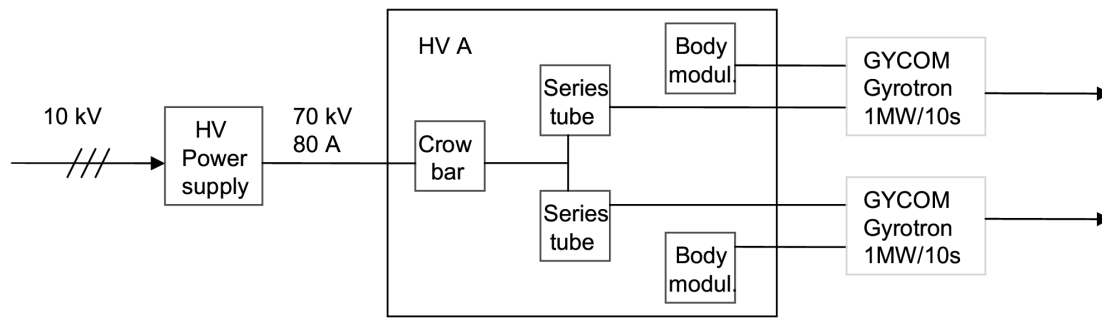 10 kV
HV
Power
supply
70 kV
80 A
HV A
Crow
bar
Series
tube
Series
tube
Body
modul.
Body
modul.
GYCOM
Gyrotron
1MW/10s
GYCOM
Gyrotron
1MW/10s